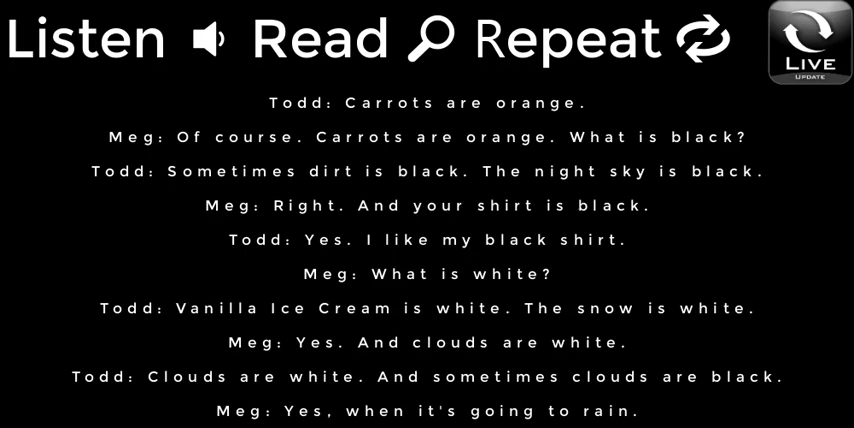 Listen Read Repeat
Live
Update
Todd: Carrots are orange.
Meg: Of course. Carrots are orange. What is black?
Todd: Sometimes dirt is black. The night sky is black.
Meg: Right. And your shirt is black.
Todd: Yes. I like my black shirt.
Meg: What is white?
Todd: Vanilla Ice Cream is white. The snow is white.
Meg: Yes. And clouds are white.
Todd: Clouds are white. And sometimes clouds are black.
Meg: Yes, when it's going to rain.